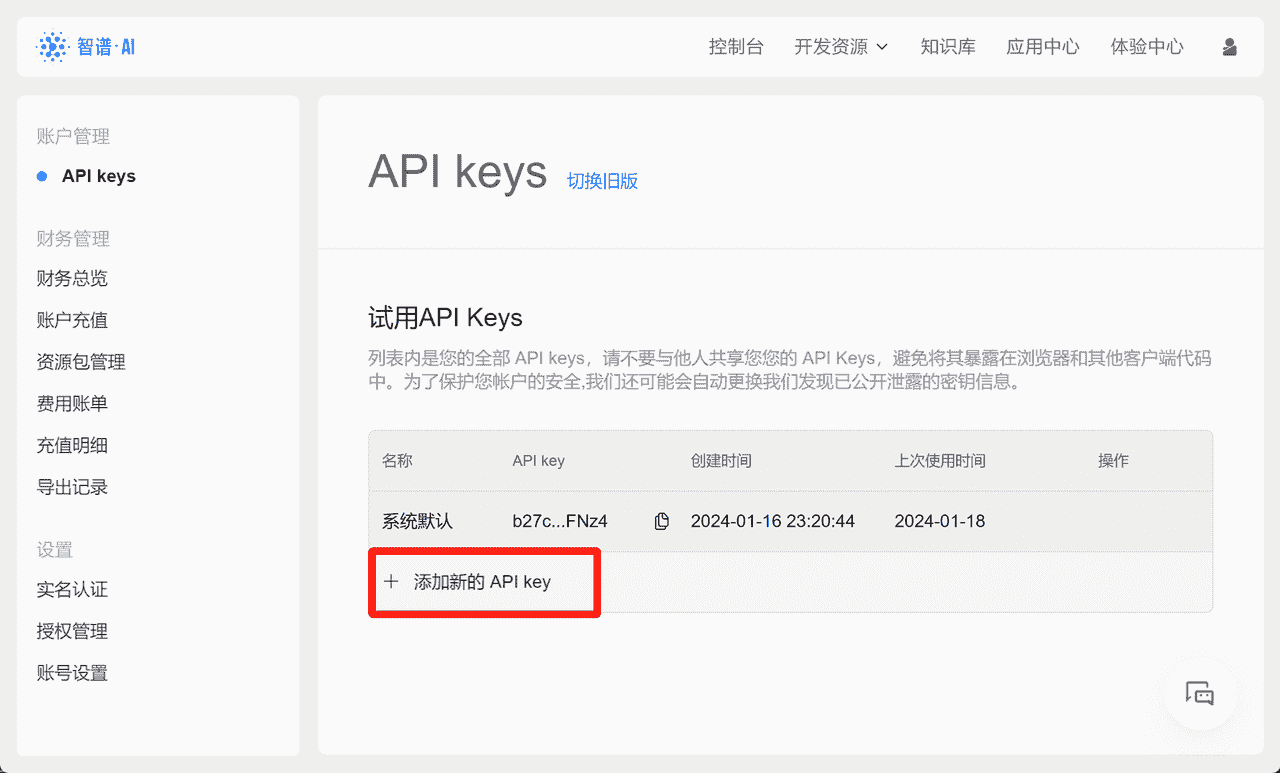 智谱·AI
控制台 开发资源 知识库 应用中心 体验中心
账户管理
API keys
财务管理
财务总览
账户充值
资源包管理
费用账单
充值明细
导出记录
设置
实名认证
授权管理
账号设置
API keys 切换旧版
试用API Keys
列表内是您的全部 API keys，请不要与他人共享您您的 API Keys，避免将其暴露在浏览器和其他客户端代码
中。为了保护您帐户的安全,我们还可能会自动更换我们发现已公开泄露的密钥信息。
名称 API key 创建时间 上次使用时间 操作
系统默认 b27c...FNz4 2024-01-16 23:20:44 2024-01-18
+ 添加新的 API key